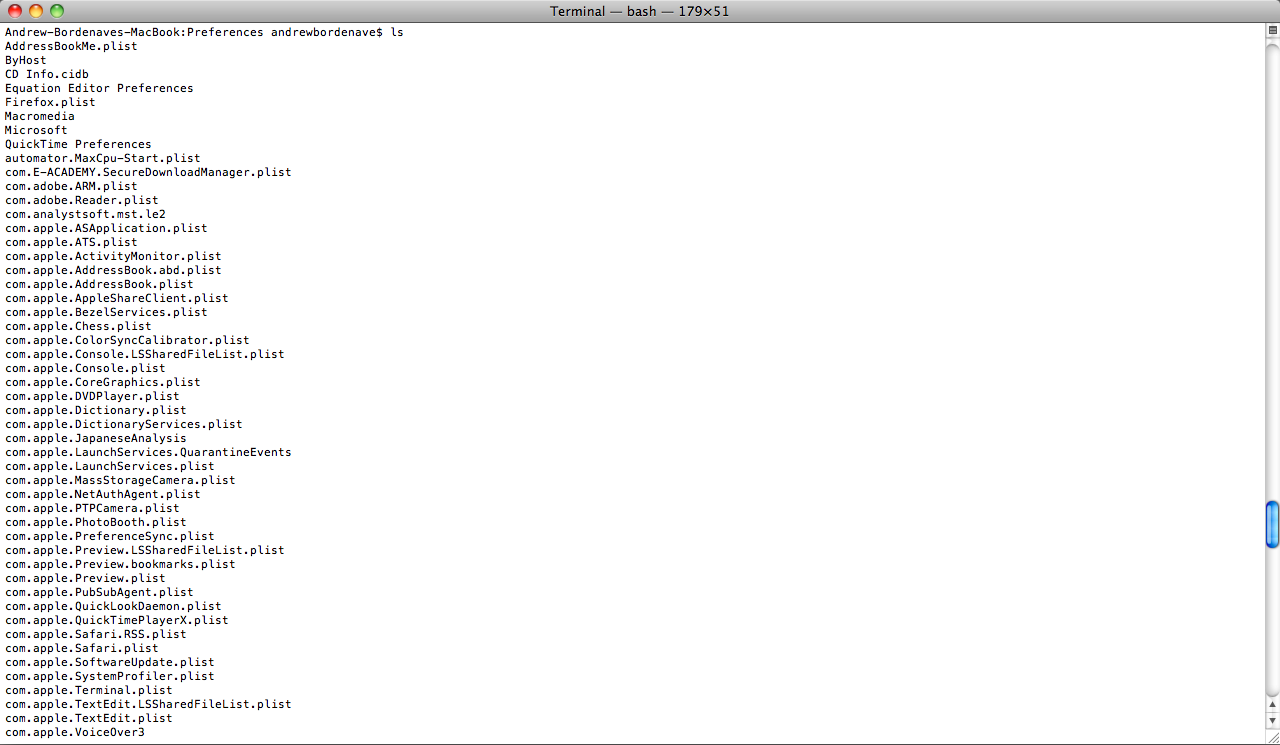 Terminal — bash — 179×51
Andrew-Bordenaves-MacBook:Preferences andrewbordenave$ ls
AddressBookMe.plist
ByHost
CD Info.cidb
Equation Editor Preferences
Firefox.plist
Macromedia
Microsoft
QuickTime Preferences
automator.MaxCpu-Start.plist
com.E-ACADEMY.SecureDownloadManager.plist
com.adobe.ARM.plist
com.adobe.Reader.plist
com.analystsoft.mst.le2
com.apple.ASApplication.plist
com.apple.ATS.plist
com.apple.ActivityMonitor.plist
com.apple.AddressBook.abd.plist
com.apple.AddressBook.plist
com.apple.AppleShareClient.plist
com.apple.BezelServices.plist
com.apple.Chess.plist
com.apple.ColorSyncCalibrator.plist
com.apple.Console.LSSharedFileList.plist
com.apple.Console.plist
com.apple.CoreGraphics.plist
com.apple.DVDPlayer.plist
com.apple.Dictionary.plist
com.apple.DictionaryServices.plist
com.apple.JapaneseAnalysis
com.apple.LaunchServices.QuarantineEvents
com.apple.LaunchServices.plist
com.apple.MassStorageCamera.plist
com.apple.NetAuthAgent.plist
com.apple.PTPCamera.plist
com.apple.PhotoBooth.plist
com.apple.PreferenceSync.plist
com.apple.Preview.LSSharedFileList.plist
com.apple.Preview.bookmarks.plist
com.apple.Preview.plist
com.apple.PubSubAgent.plist
com.apple.QuickLookDaemon.plist
com.apple.QuickTimePlayerX.plist
com.apple.Safari.RSS.plist
com.apple.Safari.plist
com.apple.SoftwareUpdate.plist
com.apple.SystemProfiler.plist
com.apple.Terminal.plist
com.apple.TextEdit.LSSharedFileList.plist
com.apple.TextEdit.plist
com.apple.VoiceOver3